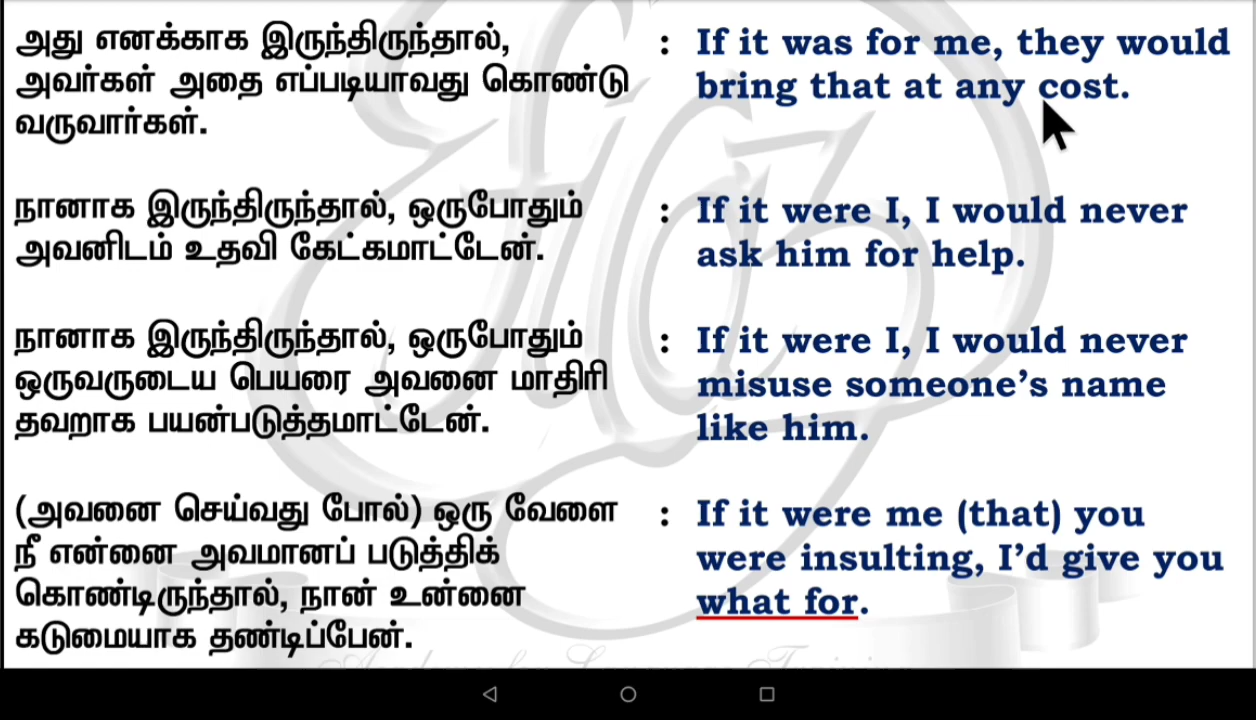 அது எனக்காக இருந்திருந்தால்,
அவர்கள் அதை எப்படியாவது கொண்டு
வருவார்கள்.
: If it was for me, they would
bring that at any cost.
நானாக இருந்திருந்தால், ஒருபோதும்
அவனிடம் உதவி கேட்கமாட்டேன்.
: If it were I, I would never
ask him for help.
நானாக இருந்திருந்தால், ஒருபோதும்
ஒருவருடைய பெயரை அவனை மாதிரி
தவறாக பயன்படுத்தமாட்டேன்.
: If it were I, I would never
misuse someone’s name
like him.
(அவனை செய்வது போல்) ஒரு வேளை
நீ என்னை அவமானப் படுத்திக்
கொண்டிருந்தால், நான் உன்னை
கடுமையாக தண்டிப்பேன்.
: If it were me (that) you
were insulting, I’d give you
what for.